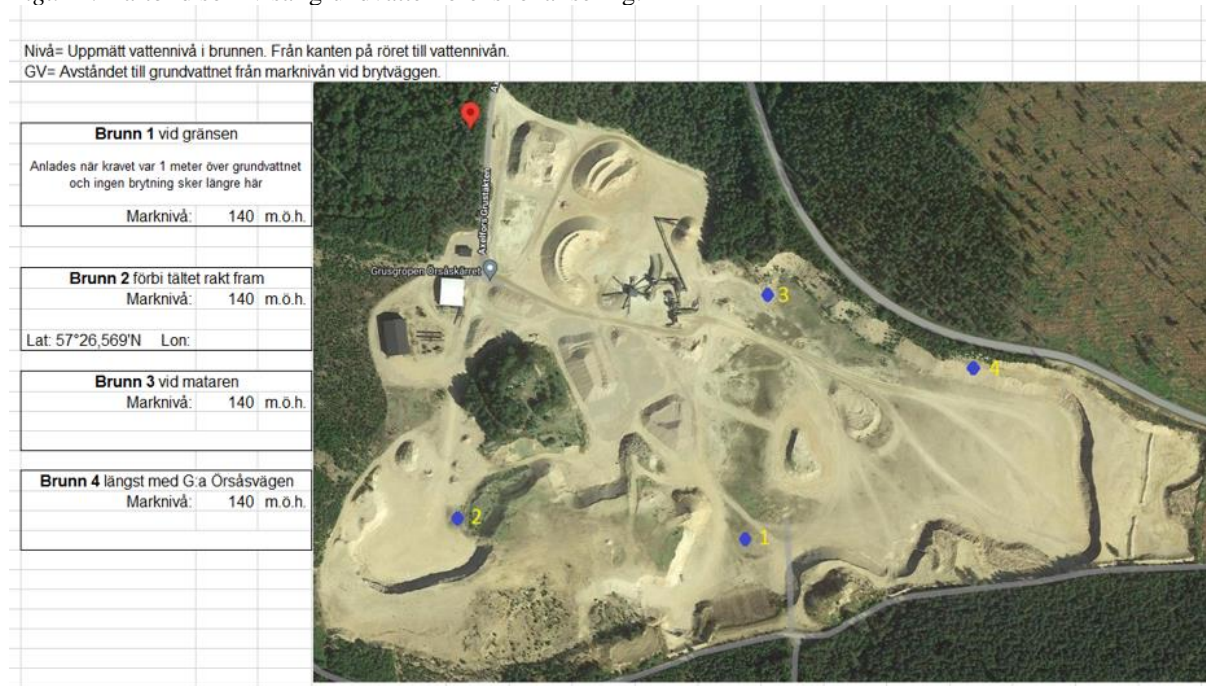 Nivå= Uppmätt vattennivå i brunnen. Från kanten på röret till vattennivån.
GV= Avståndet till grundvattnet från marknivån vid brytväggen.
Brunn 1 vid gränsen
Anlades när kravet var 1 meter över grundvattnet
och ingen brytning sker längre här
Marknivå: 140 m.ö.h.
Brunn 2 förbi tältet rakt fram
Marknivå: 140 m.ö.h.
Lat: 57°26,569'N Lon:
Brunn 3 vid mataren
Marknivå: 140 m.ö.h.
Brunn 4 längst med G:a Örsåsvägen
Marknivå: 140 m.ö.h.
Axelfors Grustäkten
Grusgropen Örsåskärret
3
4
2
1